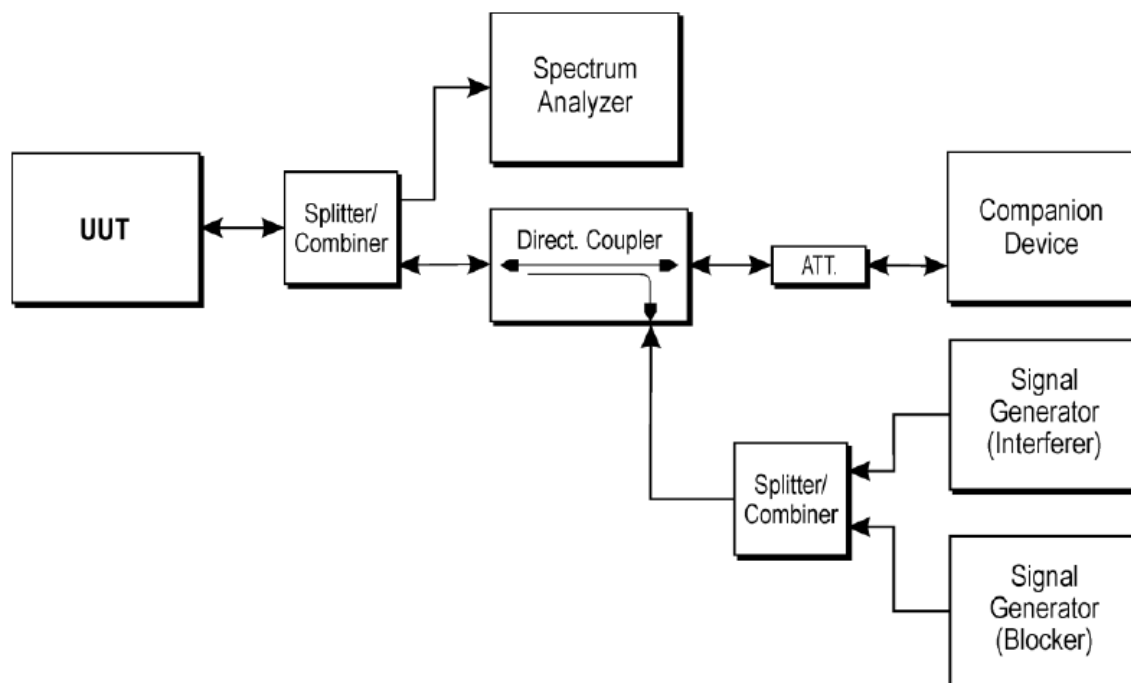 Spectrum
Analyzer
UUT
Splitter/
Combiner
Direct. Coupler
ATT.
Companion
Device
Signal
Generator
(Interferer)
Splitter/
Combiner
Signal
Generator
(Blocker)